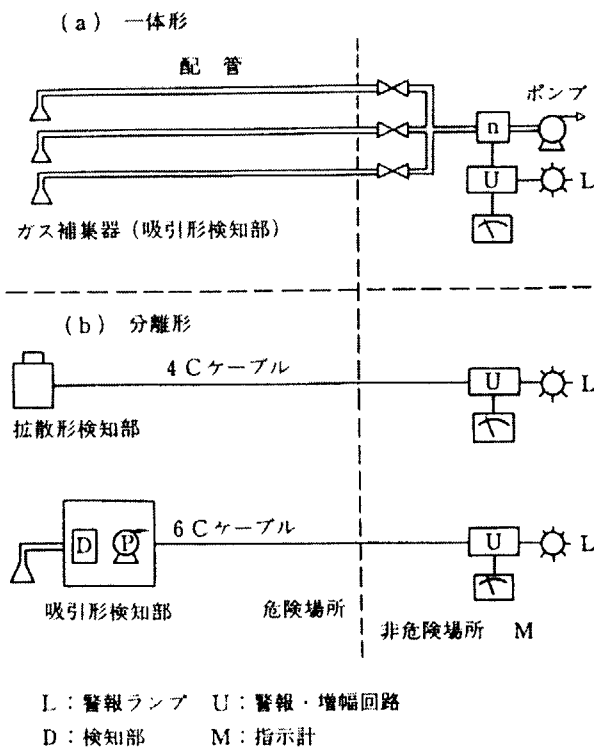 (a) 一体形
配管
ポンプ
n
U
L
ガス補集器(吸引形検知部)
(b) 分離形
4Cケーブル
U
L
拡散形検知部
6Cケーブル
D
P
U
L
吸引形検知部
危険場所
非危険場所 M
L:警報ランプ U:警報・増幅回路
D:検知部 M:指示計